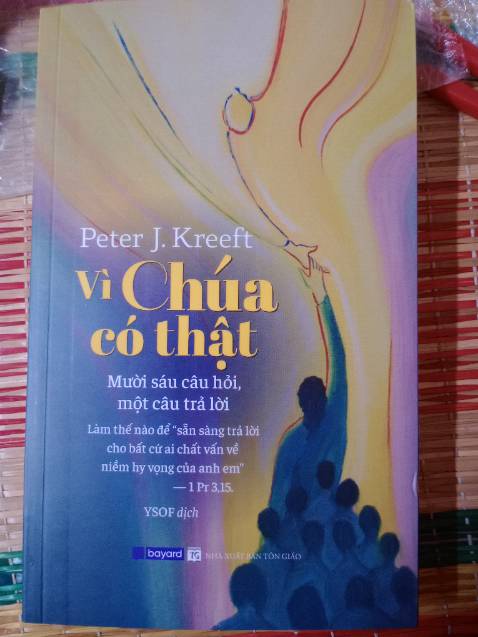 Peter J. Kreeft
Vì Chúa
có thật
Mười sáu câu hỏi,
một câu trả lời
Làm thế nào để “sẵn sàng trả lời
cho bất cứ ai chất vấn về
niềm hy vọng của anh em”
— 1 Pr 3,15.
YSOF dịch
bayard TG NHÀ XUẤT BẢN TÔN GIÁO